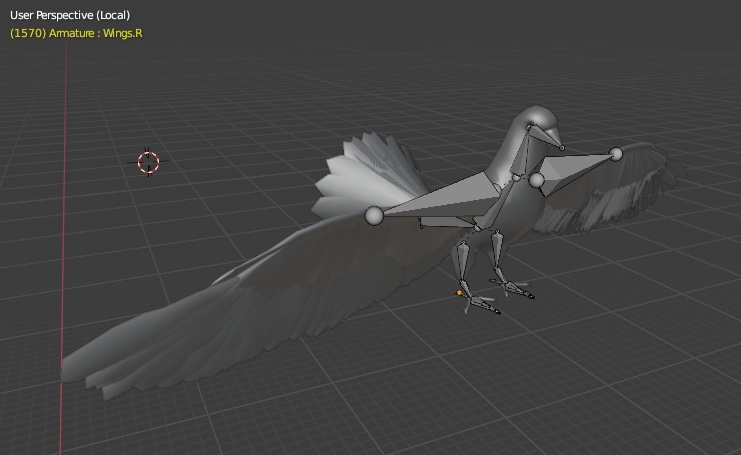 User Perspective (Local)
(1570) Armature : Wings.R